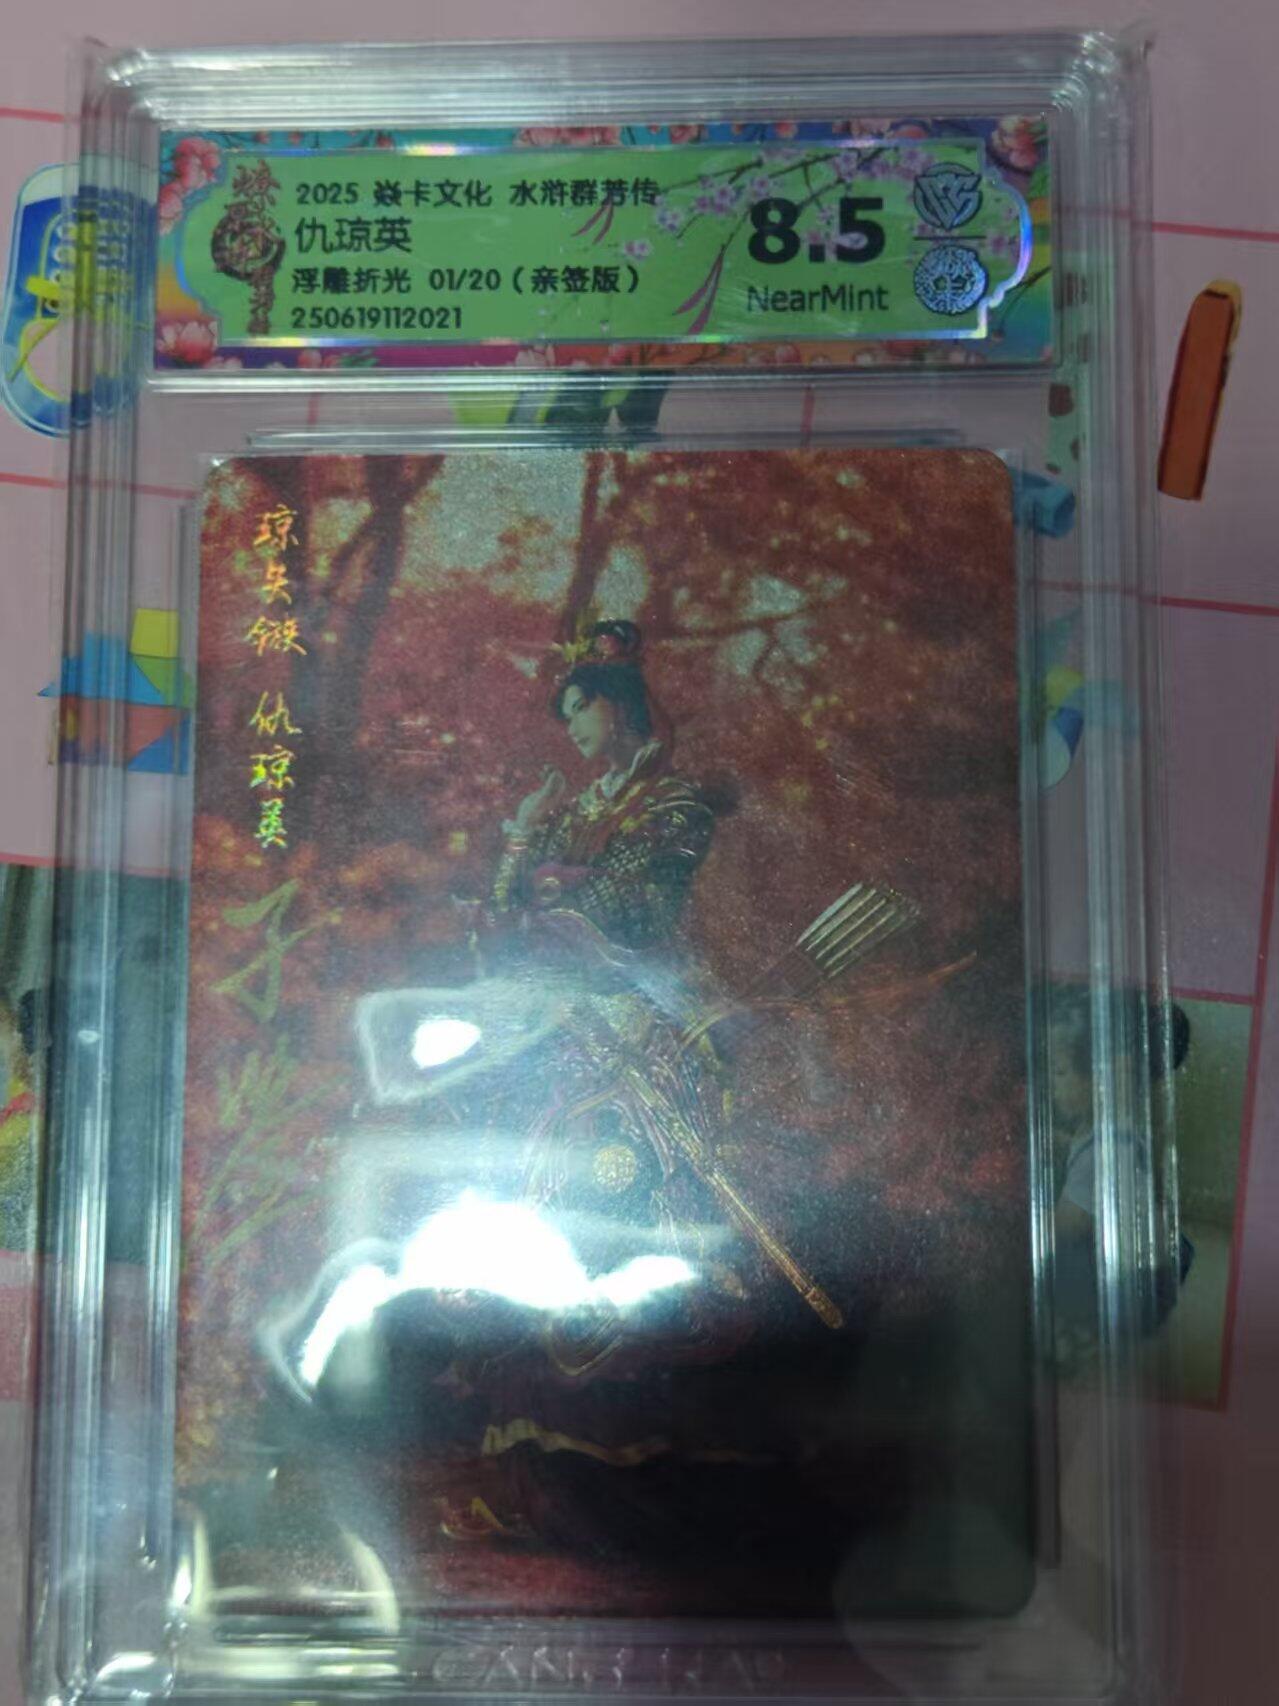 2025 焱卡文化 水浒群芳传
仇琼英
浮雕折光 01/20（亲签版）
250619112021
8.5
NearMint
琼矢镞 仇琼英